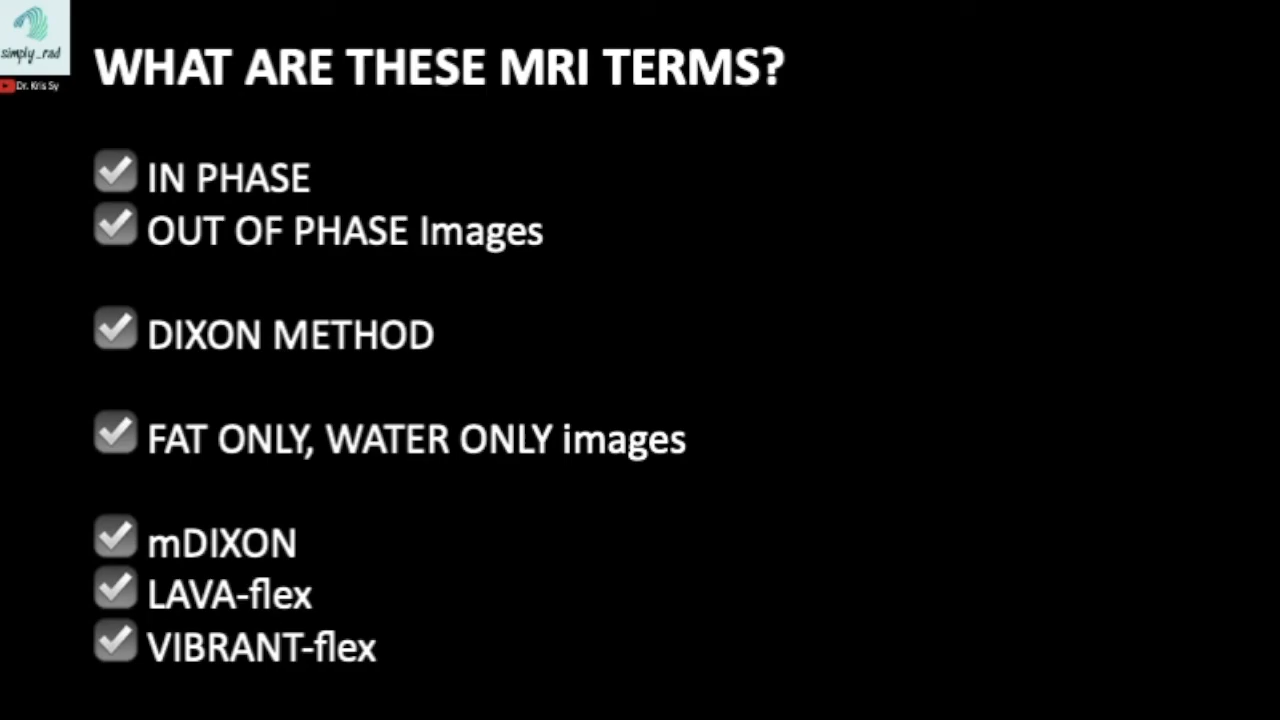 simply_rad
Dr. Kris Sy
WHAT ARE THESE MRI TERMS?
IN PHASE
OUT OF PHASE Images
DIXON METHOD
FAT ONLY, WATER ONLY images
mDIXON
LAVA-flex
VIBRANT-flex